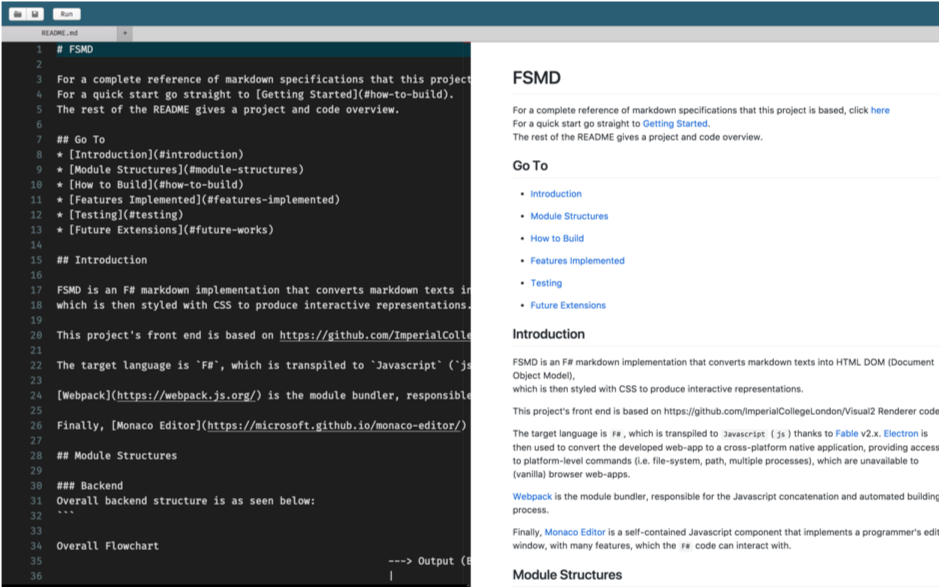 Run
README.md +
1 # FSMD
2
3 For a complete reference of markdown specifications that this project
4 For a quick start go straight to [Getting Started](#how-to-build).
5 The rest of the README gives a project and code overview.
6
7 ## Go To
8 * [Introduction](#introduction)
9 * [Module Structures](#module-structures)
10 * [How to Build](#how-to-build)
11 * [Features Implemented](#features-implemented)
12 * [Testing](#testing)
13 * [Future Extensions](#future-works)
14
15 ## Introduction
16
17 FSMD is an F# markdown implementation that converts markdown texts in
18 which is then styled with CSS to produce interactive representations.
19
20 This project's front end is based on https://github.com/ImperialColle
21
22 The target language is `F#`, which is transpiled to `Javascript` (`js
23
24 [Webpack](https://webpack.js.org/) is the module bundler, responsible
25
26 Finally, [Monaco Editor](https://microsoft.github.io/monaco-editor/)
27
28 ## Module Structures
29
30 ### Backend
31 Overall backend structure is as seen below:
32 ```
33
34 Overall Flowchart
35 ---> Output (E
36 |
FSMD
For a complete reference of markdown specifications that this project is based, click here
For a quick start go straight to Getting Started.
The rest of the README gives a project and code overview.
Go To
• Introduction
• Module Structures
• How to Build
• Features Implemented
• Testing
• Future Extensions
Introduction
FSMD is an F# markdown implementation that converts markdown texts into HTML DOM (Document
Object Model),
which is then styled with CSS to produce interactive representations.
This project's front end is based on https://github.com/ImperialCollegeLondon/Visual2 Renderer code
The target language is F#, which is transpiled to Javascript (js) thanks to Fable v2.x. Electron is
then used to convert the developed web-app to a cross-platform native application, providing access
to platform-level commands (i.e. file-system, path, multiple processes), which are unavailable to
(vanilla) browser web-apps.
Webpack is the module bundler, responsible for the Javascript concatenation and automated building
process.
Finally, Monaco Editor is a self-contained Javascript component that implements a programmer's edit
window, with many features, which the F# code can interact with.
Module Structures